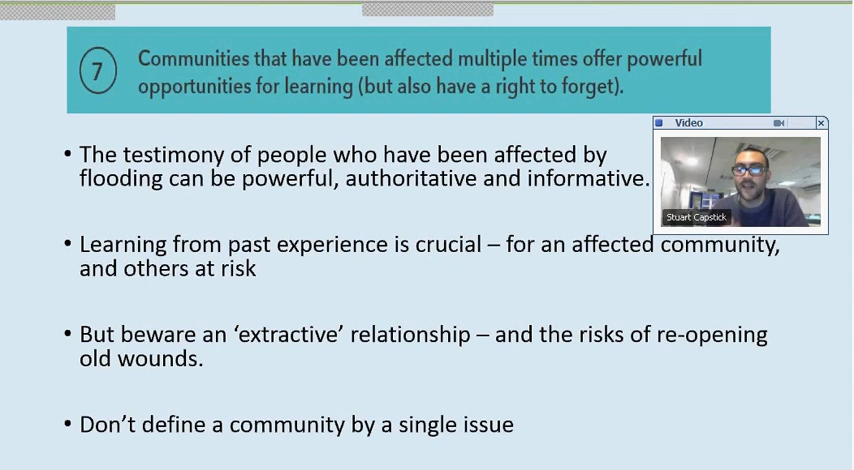 7
Communities that have been affected multiple times offer powerful
opportunities for learning (but also have a right to forget).
• The testimony of people who have been affected by
flooding can be powerful, authoritative and informative.
Video
Stuart Capstick
• Learning from past experience is crucial – for an affected community,
and others at risk
• But beware an ‘extractive’ relationship – and the risks of re-opening
old wounds.
• Don’t define a community by a single issue